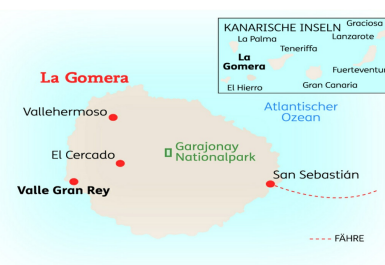 KANARISCHE INSELN
Graciosa
La Palma
Lanzarote
Teneriffa
La
Gomera
Fuerteventur
El Hierro
Gran Canaria
La Gomera
Atlantischer
Ozean
Vallehermoso
Garajonay
Nationalpark
El Cercado
San Sebastián
Valle Gran Rey
FÄHRE